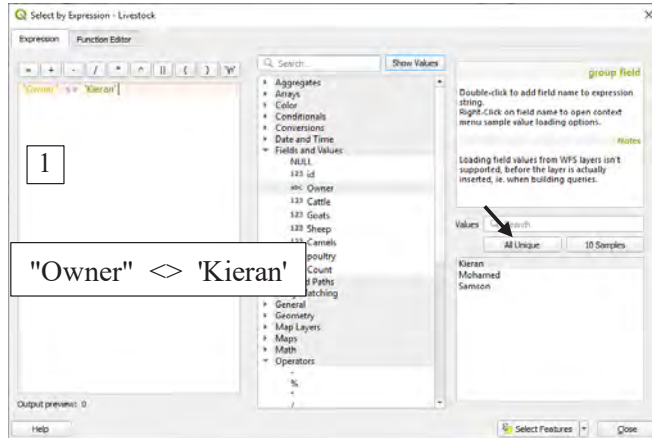 Select by Expression - Livestock
Expression Function Editor
= + - / * ^ || ( ) '\n'
"Owner" <> 'Kieran'
1
"Owner" <> 'Kieran'
Output preview: 0
Help
Search... Show Values
Aggregates
Arrays
Color
Conditionals
Conversions
Date and Time
Fields and Values
NULL
123 id
abc Owner
123 Cattle
123 Goats
123 Sheep
123 Camels
poultry
Count
Paths
atching
General
Geometry
Map Layers
Maps
Math
Operators
-
%
*
/
group field
Double-click to add field name to expression
string.
Right-Click on field name to open context
menu sample value loading options.
Notes
Loading field values from WFS layers isn't
supported, before the layer is actually
inserted, ie. when building queries.
Values Search
All Unique 10 Samples
Kieran
Mohamed
Samson
Select Features Close